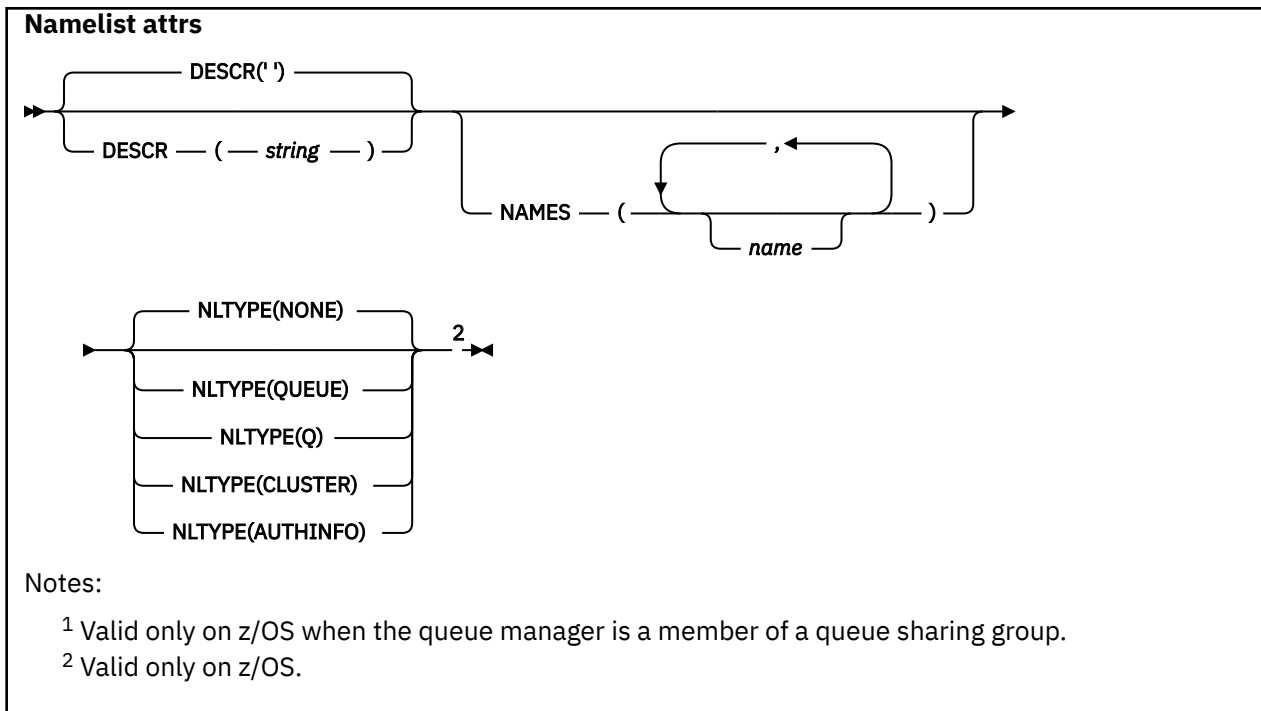 Namelist attrs
DESCR(' ')
DESCR ( string )
,
NAMES ( )
name
NLTYPE(NONE)
2
NLTYPE(QUEUE)
NLTYPE(Q)
NLTYPE(CLUSTER)
NLTYPE(AUTHINFO)
Notes:
1 Valid only on z/OS when the queue manager is a member of a queue sharing group.
2 Valid only on z/OS.